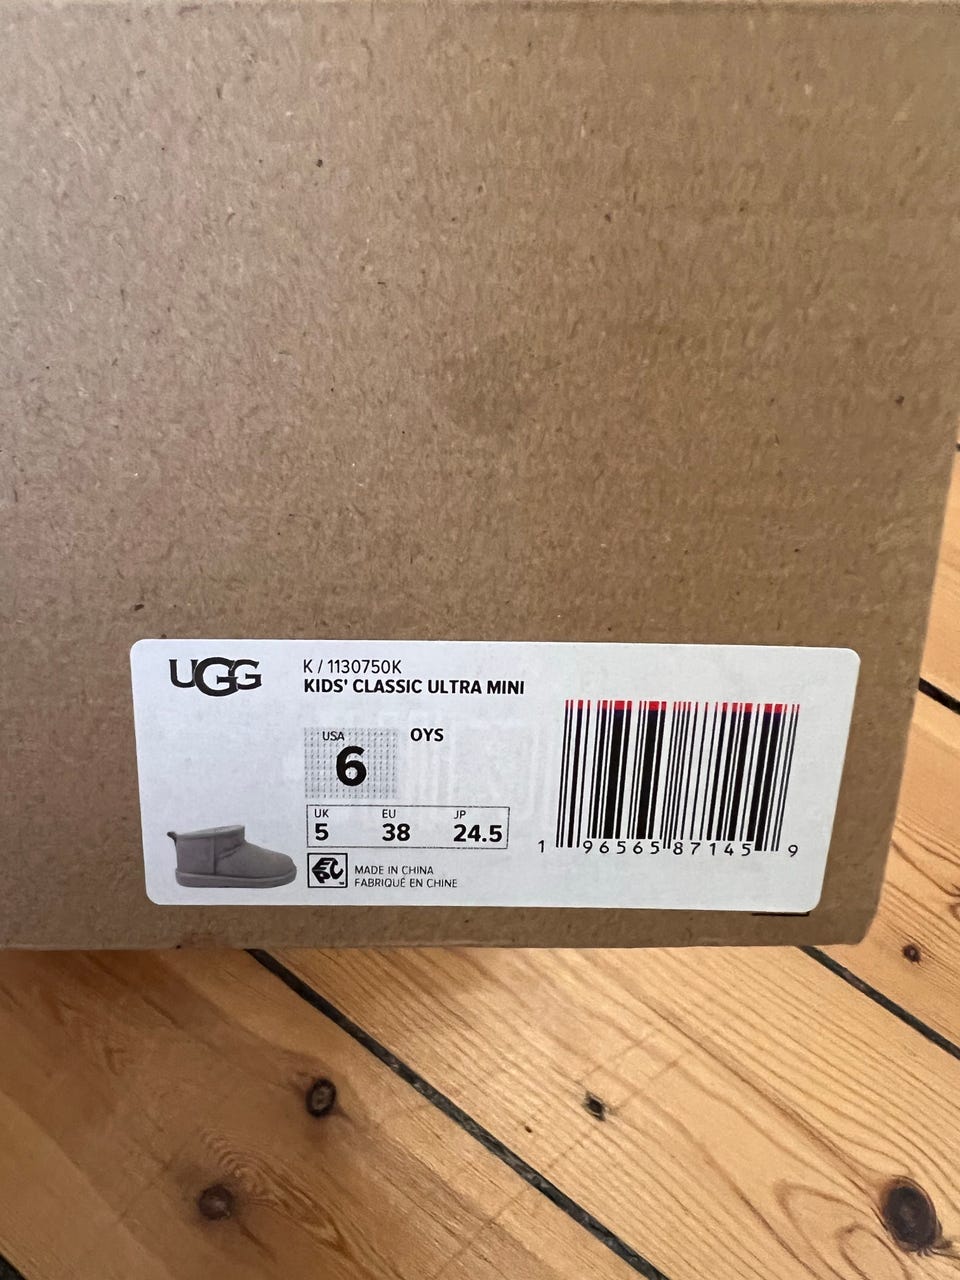 UGG
K / 1130750K
KIDS' CLASSIC ULTRA MINI
USA
6
OYS
UK EU JP
5 38 24.5
EPC
MADE IN CHINA
FABRIQUÉ EN CHINE
1 96565 87145 9